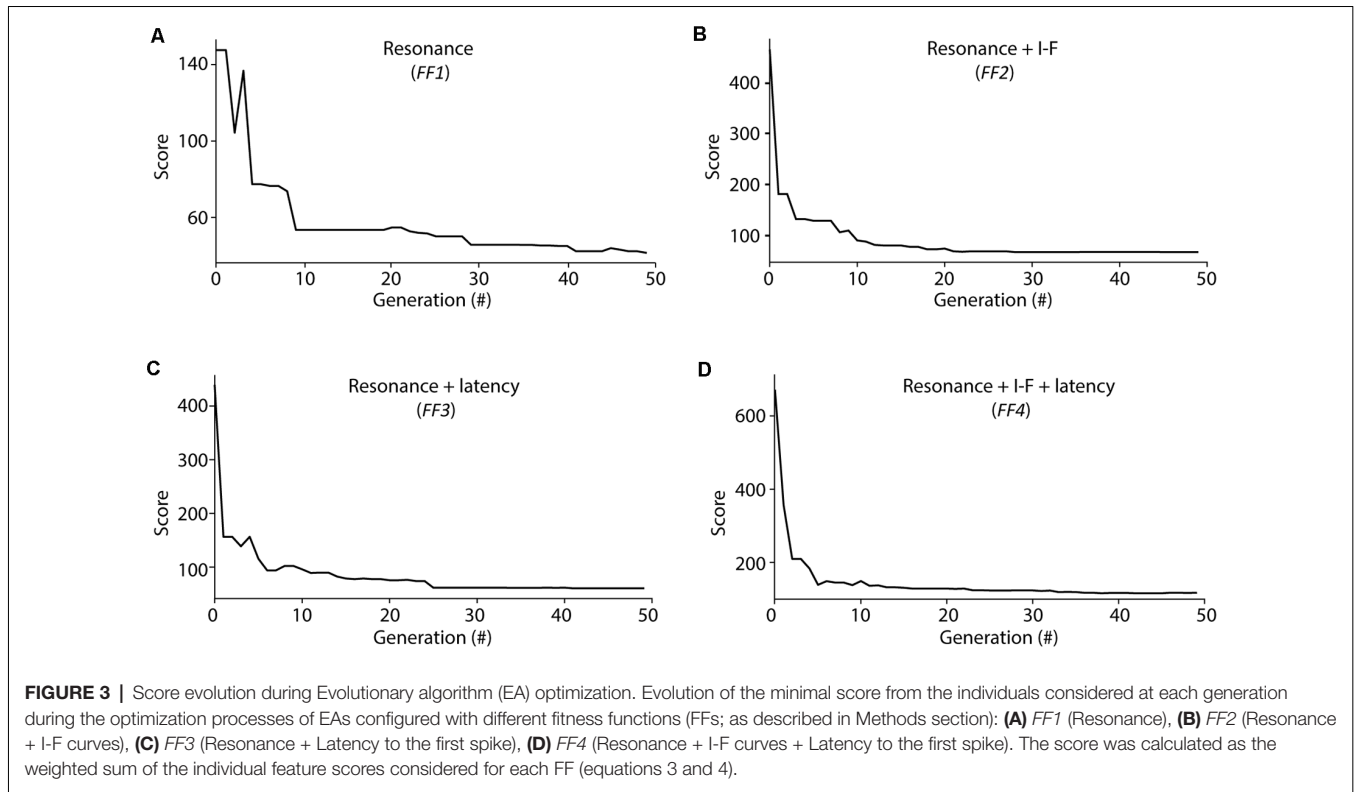 A
Resonance
(FF1)
140
100
60
Score
0 10 20 30 40 50
Generation (#)
B
Resonance + I-F
(FF2)
400
300
200
100
Score
0 10 20 30 40 50
Generation (#)
C
Resonance + latency
(FF3)
400
300
200
100
Score
0 10 20 30 40 50
Generation (#)
D
Resonance + I-F + latency
(FF4)
600
400
200
Score
0 10 20 30 40 50
Generation (#)
FIGURE 3 | Score evolution during Evolutionary algorithm (EA) optimization. Evolution of the minimal score from the individuals considered at each generation
during the optimization processes of EAs configured with different fitness functions (FFs; as described in Methods section): (A) FF1 (Resonance), (B) FF2 (Resonance
+ I-F curves), (C) FF3 (Resonance + Latency to the first spike), (D) FF4 (Resonance + I-F curves + Latency to the first spike). The score was calculated as the
weighted sum of the individual feature scores considered for each FF (equations 3 and 4).